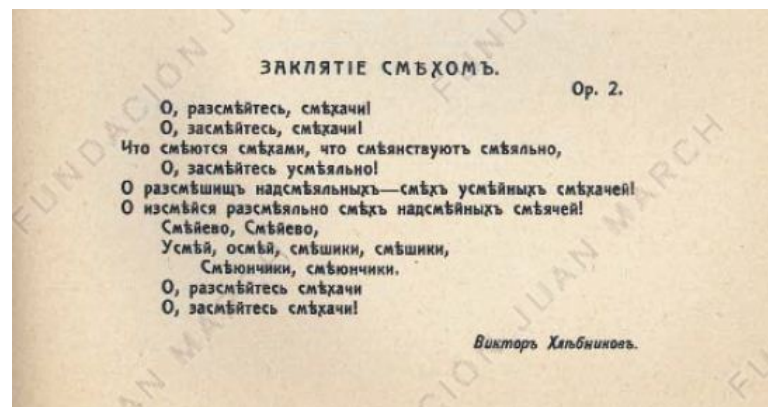 ЗАКЛЯТІЕ СМѢХОМЪ.
Op. 2.
О, разсмѣйтесь, смѣхачи!
О, засмѣйтесь, смѣхачи!
Что смѣются смѣхами, что смѣянствуютъ смѣяльно,
О, засмѣйтесь усмѣяльно!
О разсмѣшищъ надсмѣяльныхъ—смѣхъ усмѣйныхъ смѣхачей!
О изсмѣйся разсмѣяльно смѣхъ надсмѣйныхъ смѣячей!
Смѣйево, Смѣйево,
Усмѣй, осмѣй, смѣшики, смѣшики,
Смѣюнчики, смѣюнчики.
О, разсмѣйтесь смѣхачи
О, засмѣйтесь смѣхачи!
Викторъ Хлѣбниковъ.
FUNDACIÓN JUAN MARCH